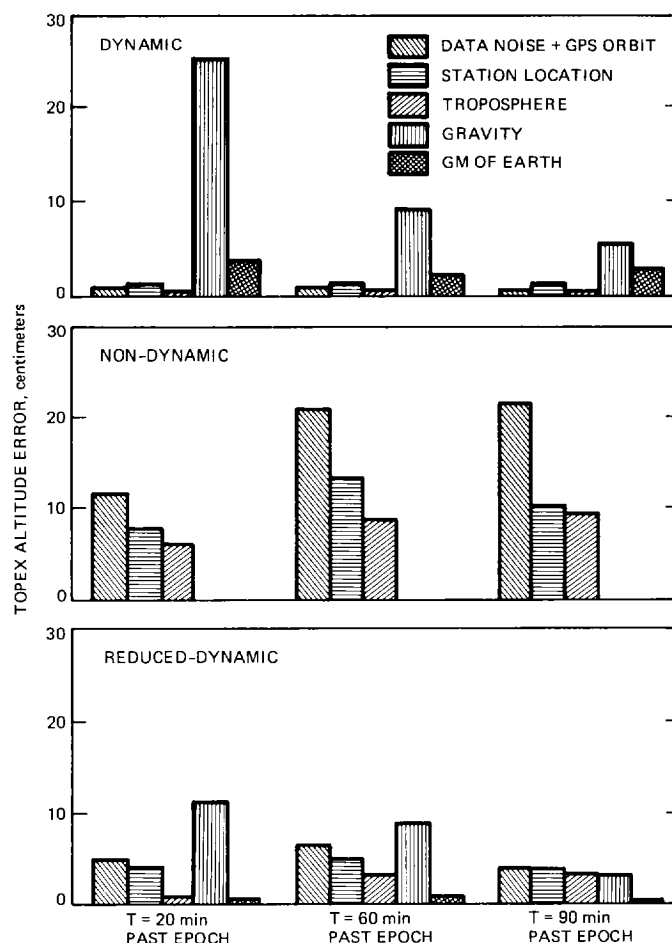 30
DYNAMIC
DATA NOISE + GPS ORBIT
STATION LOCATION
20
TROPOSPHERE
GRAVITY
GM OF EARTH
10
0
30
NON-DYNAMIC
20
10
0
TOPEX ALTITUDE ERROR, centimeters
30
REDUCED-DYNAMIC
20
10
0
T = 20 min
PAST EPOCH
T = 60 min
PAST EPOCH
T = 90 min
PAST EPOCH